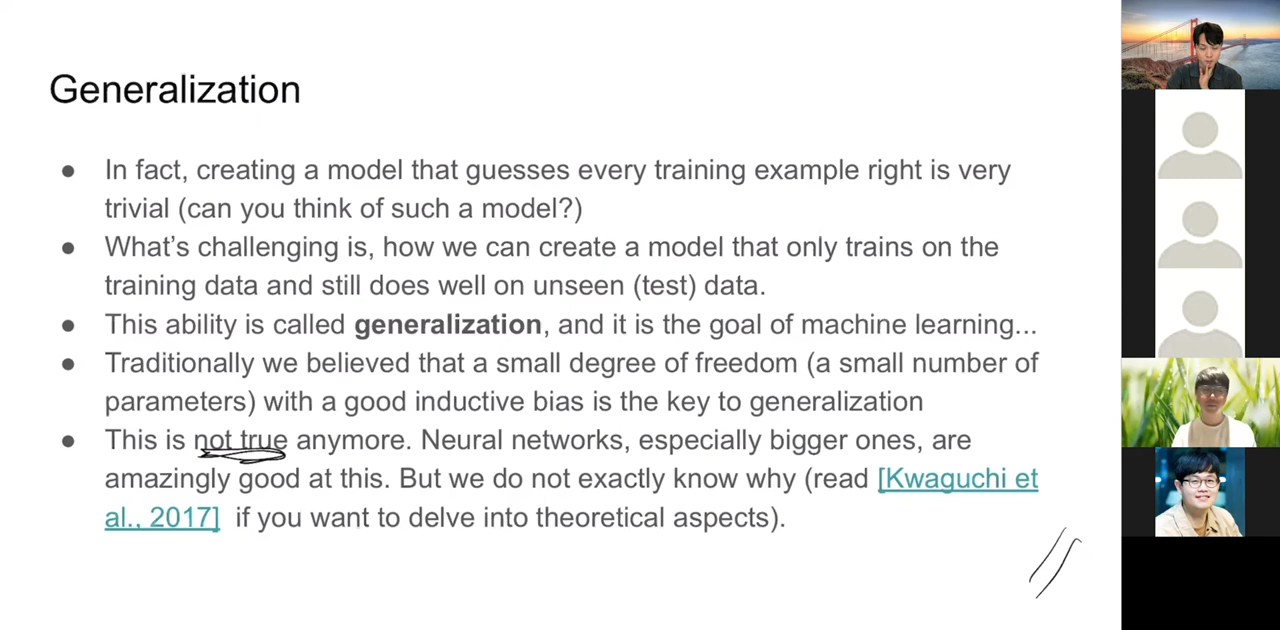 Generalization
● In fact, creating a model that guesses every training example right is very
trivial (can you think of such a model?)
● What's challenging is, how we can create a model that only trains on the
training data and still does well on unseen (test) data.
● This ability is called generalization, and it is the goal of machine learning...
● Traditionally we believed that a small degree of freedom (a small number of
parameters) with a good inductive bias is the key to generalization
● This is not true anymore. Neural networks, especially bigger ones, are
amazingly good at this. But we do not exactly know why (read [Kwaguchi et
al., 2017] if you want to delve into theoretical aspects).